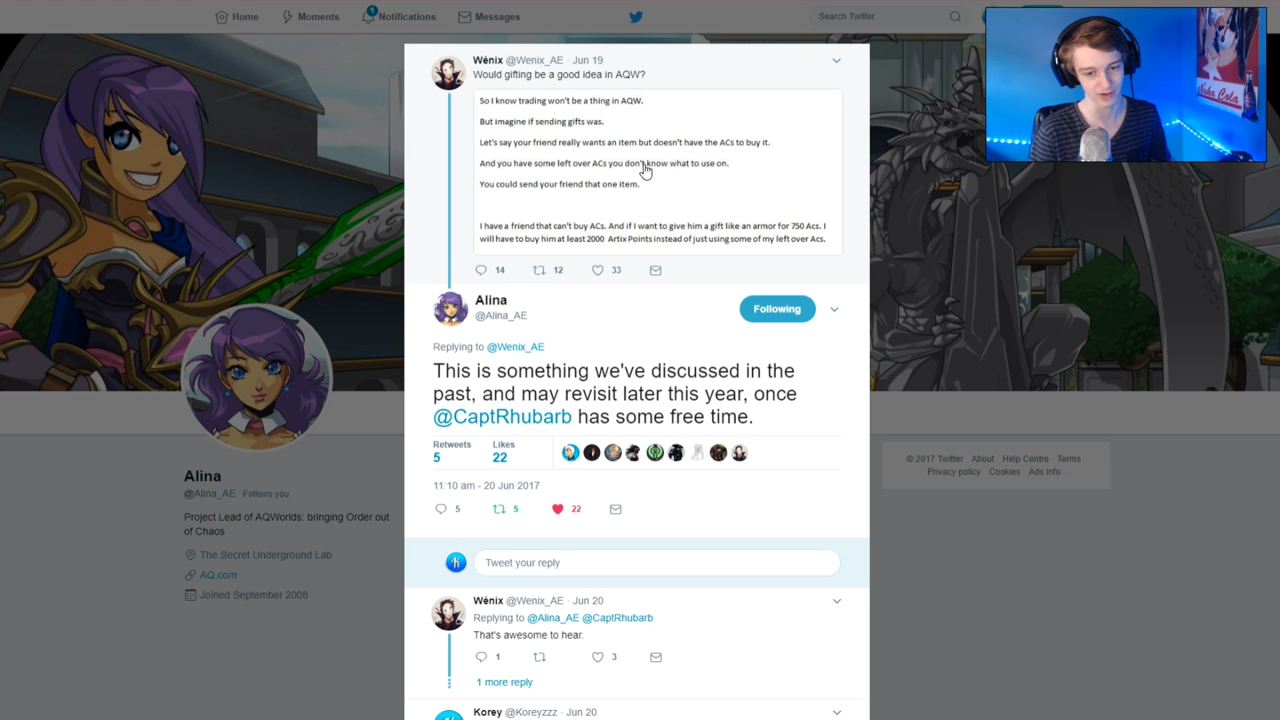 Home
Moments
1
Notifications
Messages
Search Twitter
Nuka Cola
Wénix @Wenix_AE · Jun 19
Would gifting be a good idea in AQW?
So I know trading won't be a thing in AQW.
But imagine if sending gifts was.
Let's say your friend really wants an item but doesn't have the ACs to buy it.
And you have some left over ACs you don't know what to use on.
You could send your friend that one item.
I have a friend that can't buy ACs. And if I want to give him a gift like an armor for 750 Acs. I
will have to buy him at least 2000 Artix Points instead of just using some of my left over Acs.
14 12 33
Alina
@Alina_AE
Following
Replying to @Wenix_AE
This is something we've discussed in the
past, and may revisit later this year, once
@CaptRhubarb has some free time.
Retweets Likes
5 22
11:10 am - 20 Jun 2017
5 5 22
Tweet your reply
Wénix @Wenix_AE · Jun 20
Replying to @Alina_AE @CaptRhubarb
That's awesome to hear.
1 3
1 more reply
Korey @Koreyzzz · Jun 20
Alina
@Alina_AE Follows you
Project Lead of AQWorlds: bringing Order out
of Chaos
The Secret Underground Lab
AQ.com
Joined September 2008
© 2017 Twitter About Help Centre Terms
Privacy policy Cookies Ads info